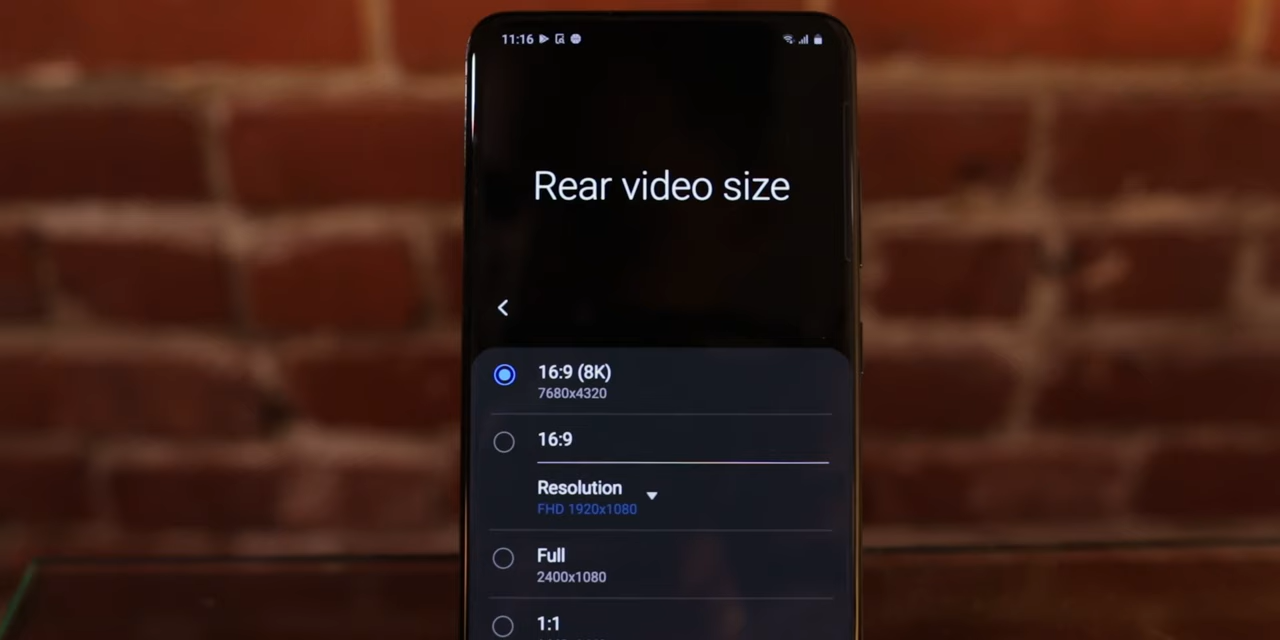 11:16
Rear video size
16:9 (8K)
7680x4320
16:9
Resolution
FHD 1920x1080
Full
2400x1080
1:1